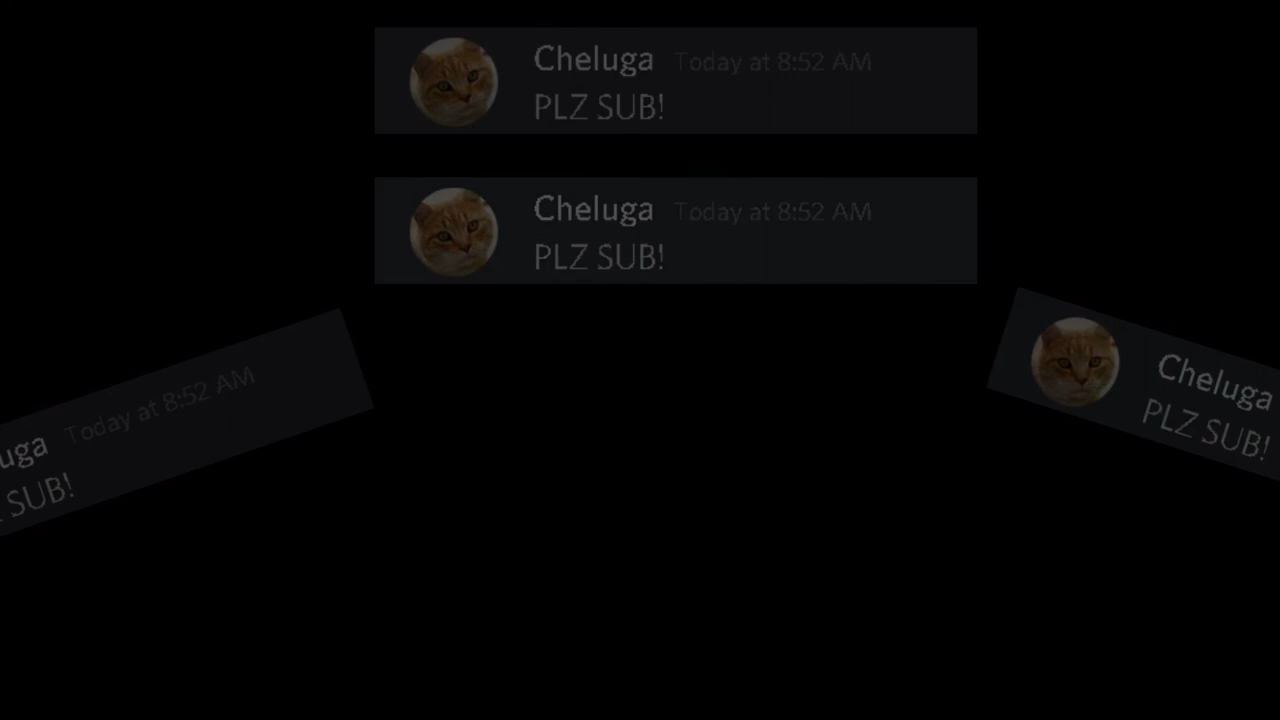 Cheluga Today at 8:52 AM
PLZ SUB!
Cheluga Today at 8:52 AM
PLZ SUB!
uga Today at 8:52 AM
SUB!
Cheluga
PLZ SUB!